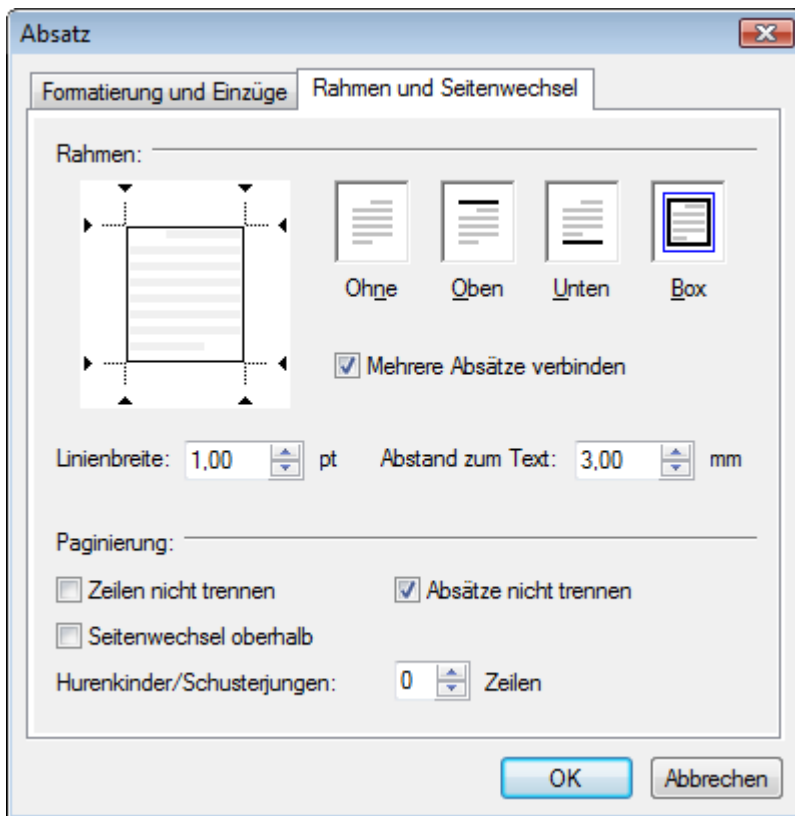 Absatz
Formatierung und Einzüge Rahmen und Seitenwechsel
Rahmen:
Ohne Oben Unten Box
Mehrere Absätze verbinden
Linienbreite: 1,00 pt Abstand zum Text: 3,00 mm
Paginierung:
Zeilen nicht trennen Absätze nicht trennen
Seitenwechsel oberhalb
Hurenkinder/Schusterjungen: 0 Zeilen
OK Abbrechen